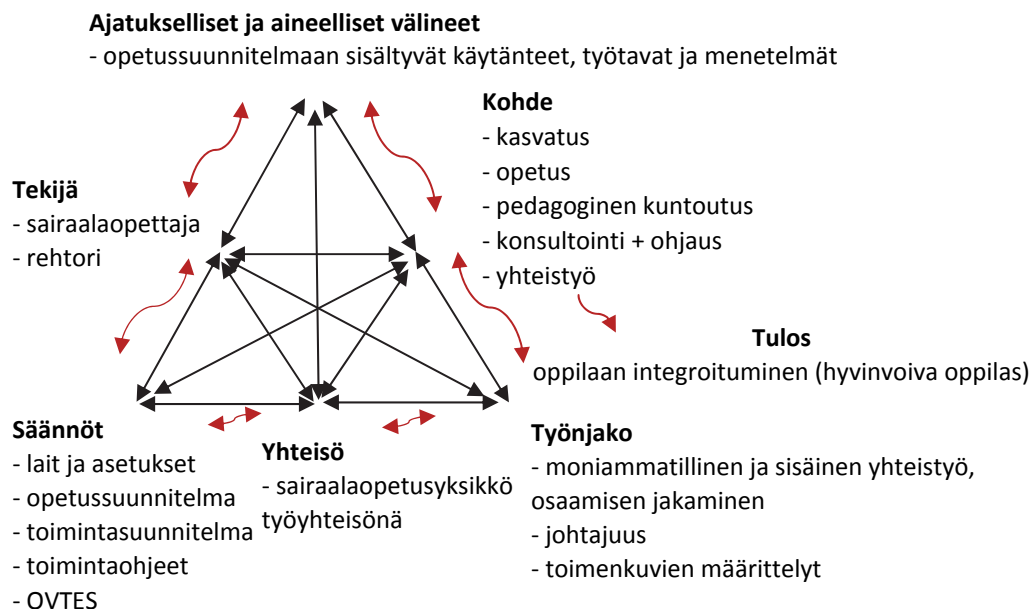 Ajatukselliset ja aineelliset välineet
- opetussuunnitelmaan sisältyvät käytänteet, työtavat ja menetelmät
Kohde
- kasvatus
- opetus
- pedagoginen kuntoutus
- konsultointi + ohjaus
- yhteistyö
Tekijä
- sairaalaopettaja
- rehtori
Tulos
oppilaan integroituminen (hyvinvoiva oppilas)
Säännöt
- lait ja asetukset
- opetussuunnitelma
- toimintasuunnitelma
- toimintaohjeet
- OVTES
Yhteisö
- sairaalaopetusyksikkö
työyhteisönä
Työnjako
- moniammatillinen ja sisäinen yhteistyö,
osaamisen jakaminen
- johtajuus
- toimenkuvien määrittelyt